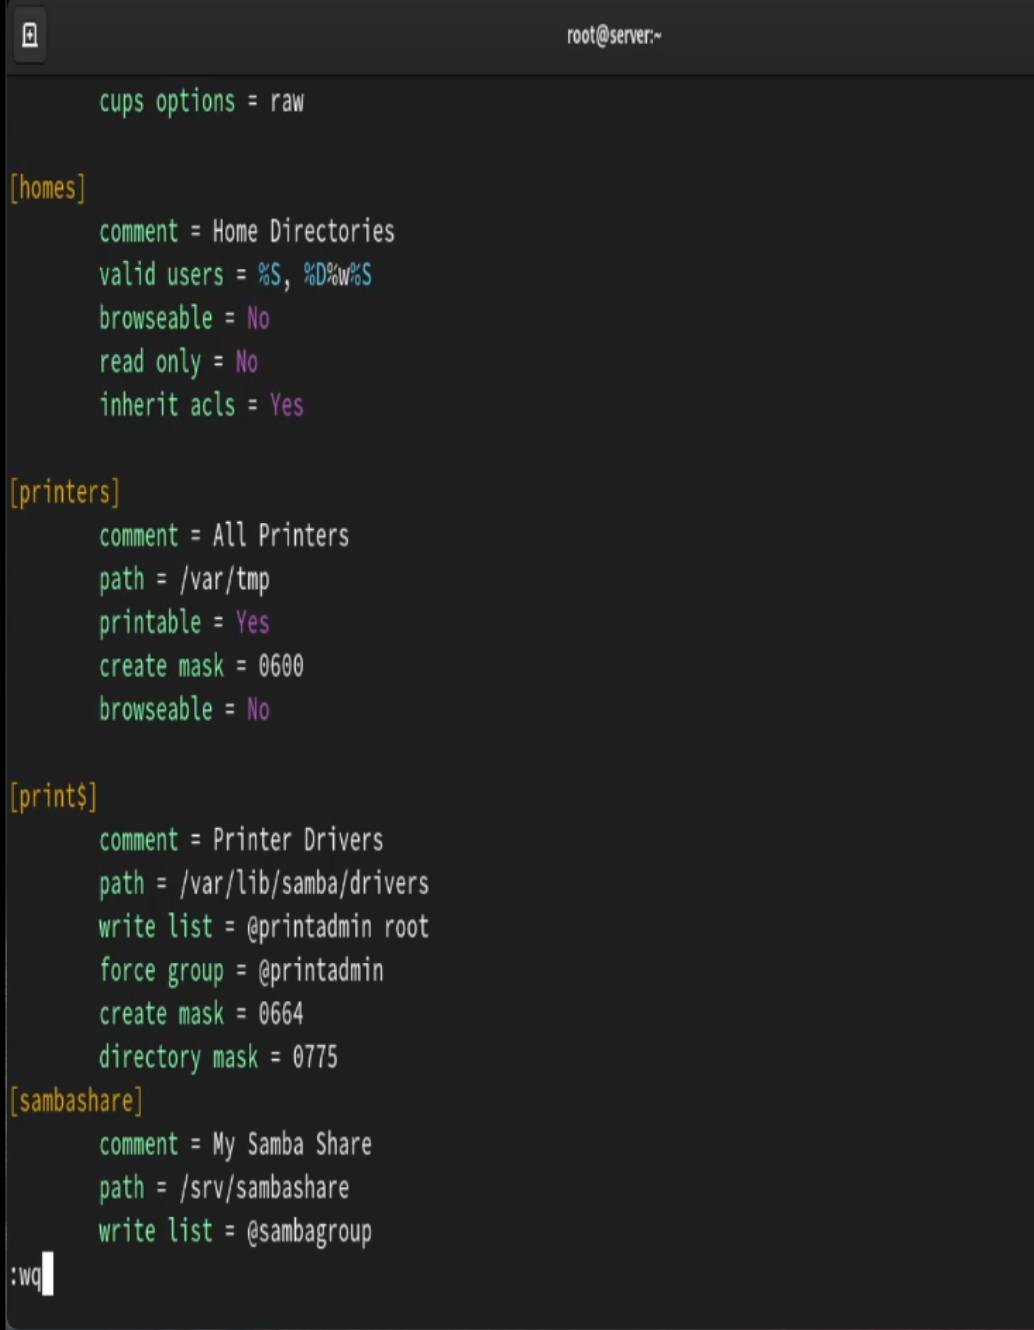 root@server:~
cups options = raw
[homes]
comment = Home Directories
valid users = %S, %D%w%S
browseable = No
read only = No
inherit acls = Yes
[printers]
comment = All Printers
path = /var/tmp
printable = Yes
create mask = 0600
browseable = No
[print$]
comment = Printer Drivers
path = /var/lib/samba/drivers
write list = @printadmin root
force group = @printadmin
create mask = 0664
directory mask = 0775
[sambashare]
comment = My Samba Share
path = /srv/sambashare
write list = @sambagroup
:wq